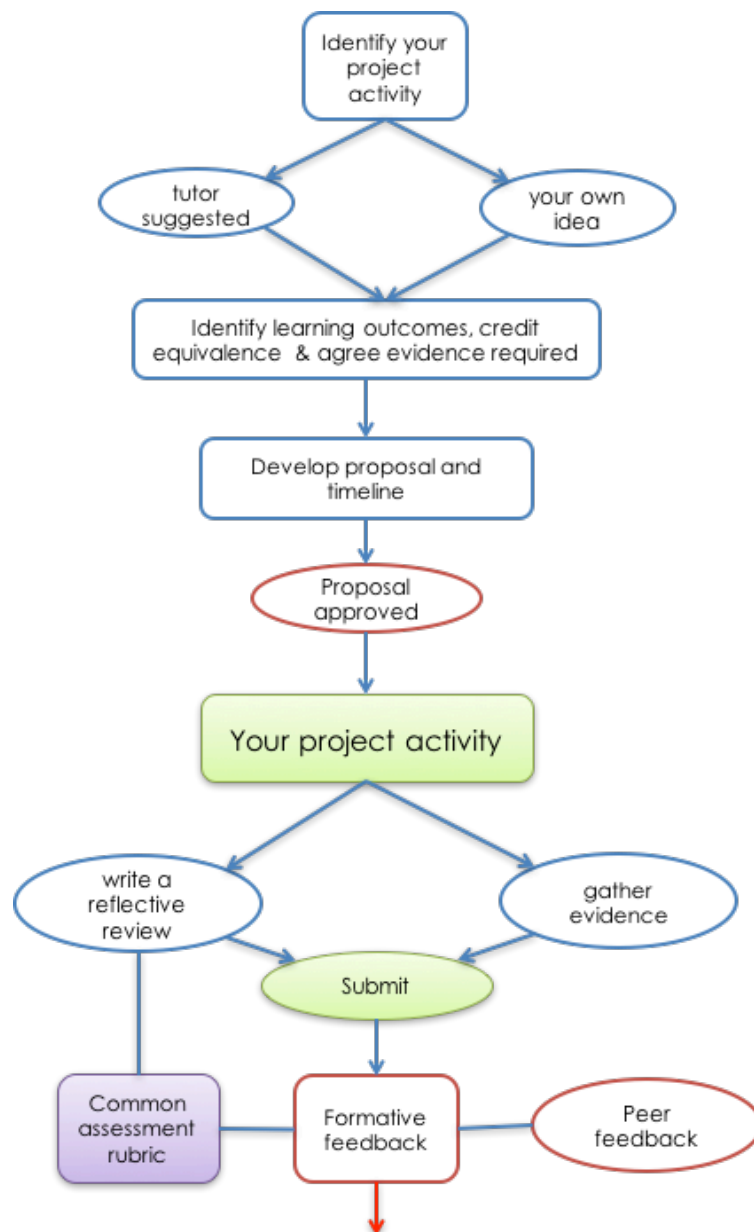 Identify your
project
activity
tutor
suggested
your own
idea
Identify learning outcomes, credit
equivalence & agree evidence required
Develop proposal and
timeline
Proposal
approved
Your project activity
write a
reflective
review
gather
evidence
Submit
Common
assessment
rubric
Formative
feedback
Peer
feedback